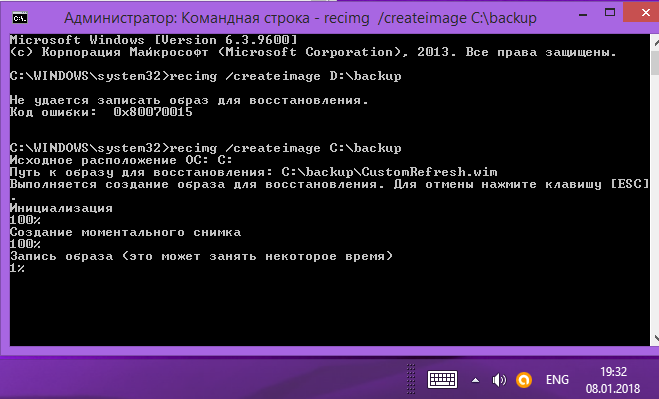 Администратор: Командная строка - recimg /createimage C:\backup
Microsoft Windows [Version 6.3.9600]
(c) Корпорация Майкрософт (Microsoft Corporation), 2013. Все права защищены.
C:\WINDOWS\system32>recimg /createimage D:\backup
Не удается записать образ для восстановления.
Код ошибки: 0x80070015
C:\WINDOWS\system32>recimg /createimage C:\backup
Исходное расположение ОС: C:
Путь к образу для восстановления: C:\backup\CustomRefresh.wim
Выполняется создание образа для восстановления. Для отмены нажмите клавишу [ESC]
.
Инициализация
100%
Создание моментального снимка
100%
Запись образа (это может занять некоторое время)
1%
ENG
19:32
08.01.2018